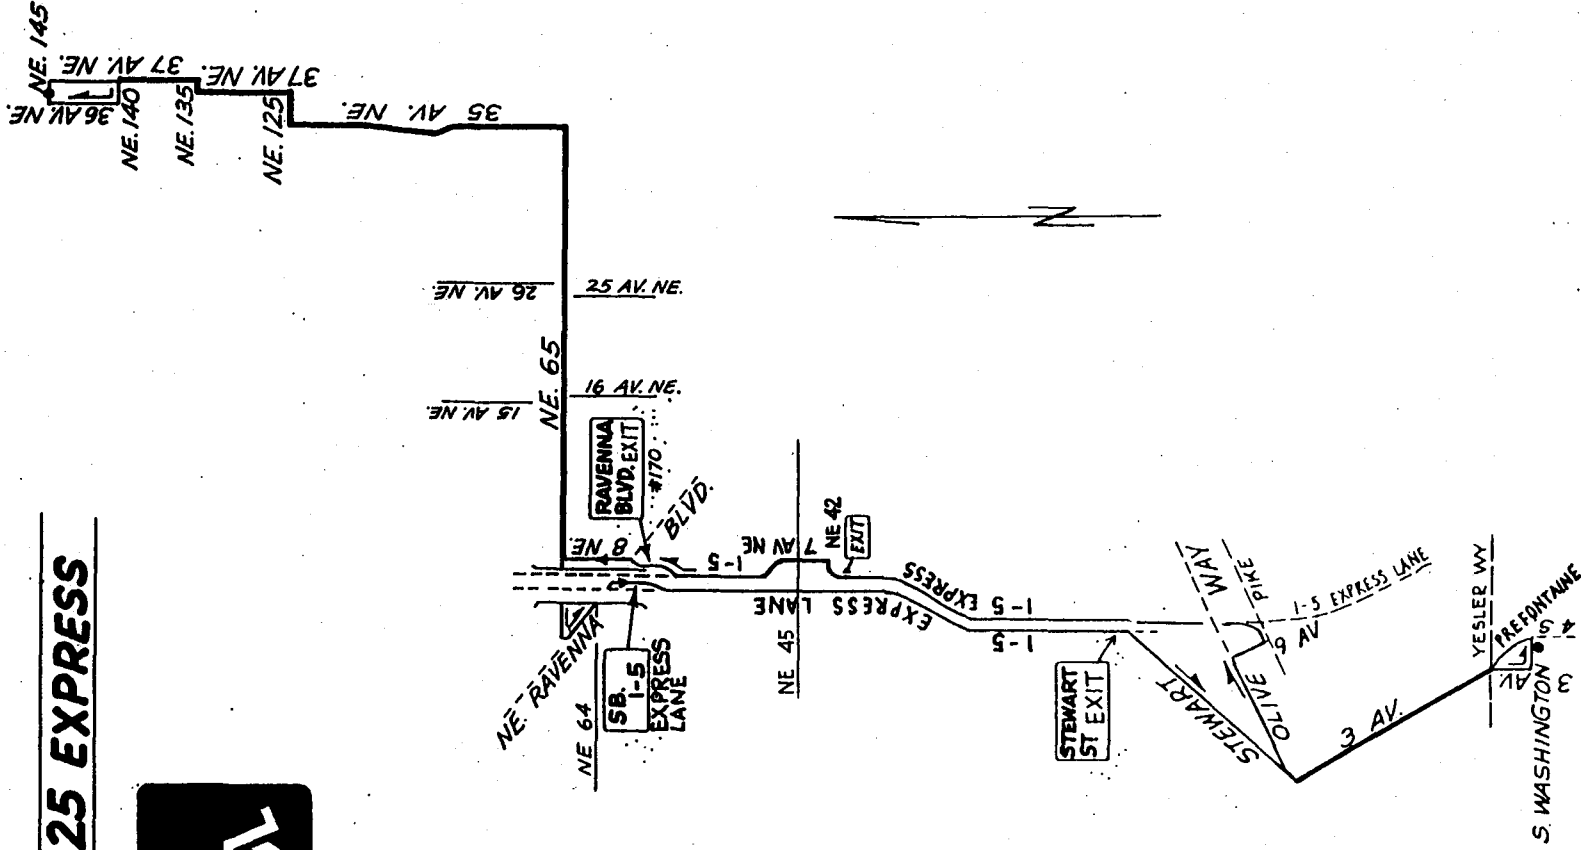 25 EXPRESS
NE. 145
37 AV. NE.
37 AV. NE.
36 AV. NE.
NE. 140
NE. 135
NE. 125
35 AV. NE.
N
26 AV. NE.
25 AV. NE.
NE. 65
16 AV. NE.
15 AV. NE.
RAVENNA
BLVD. EXIT
#170
BLVD.
8 NE.
I-5
7 AV NE
NE 42
EXIT
NE. RAVENNA
NE 64
SB.
I-5
EXPRESS
LANE
NE 45
EXPRESS LANE
I-5 EXPRESS
I-5
STEWART
ST EXIT
STEWART
OLIVE WAY
PIKE
6 AV
I-5 EXPRESS LANE
3 AV.
YESLER WY
PREFONTAINE
4 S
3 AV
S. WASHINGTON